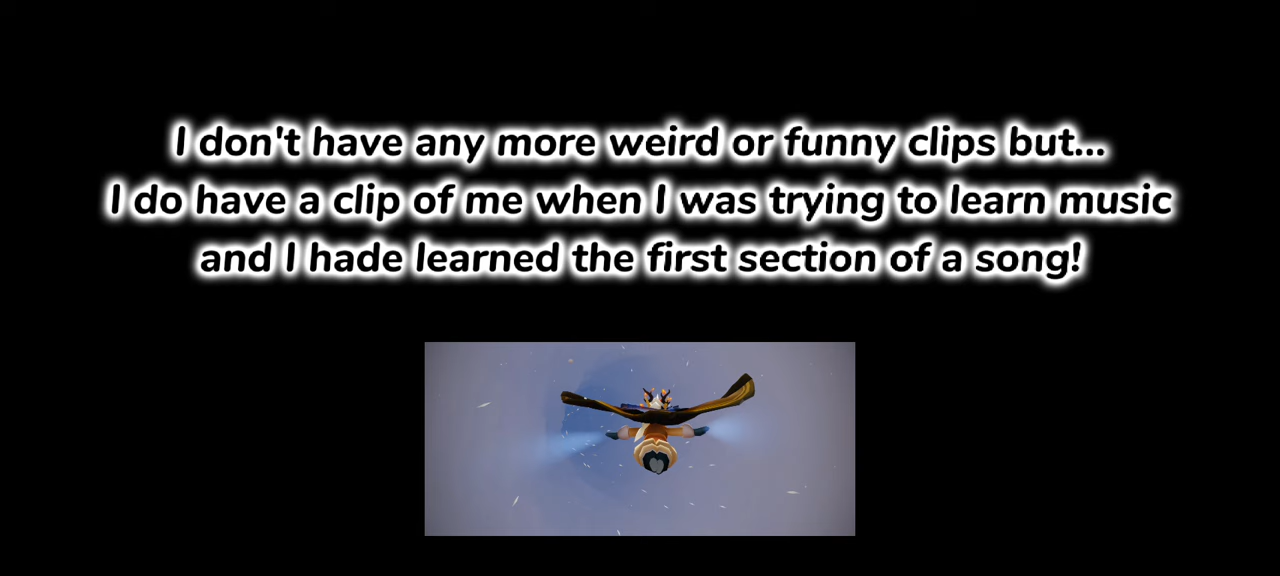 I don't have any more weird or funny clips but...
I do have a clip of me when I was trying to learn music
and I hade learned the first section of a song!